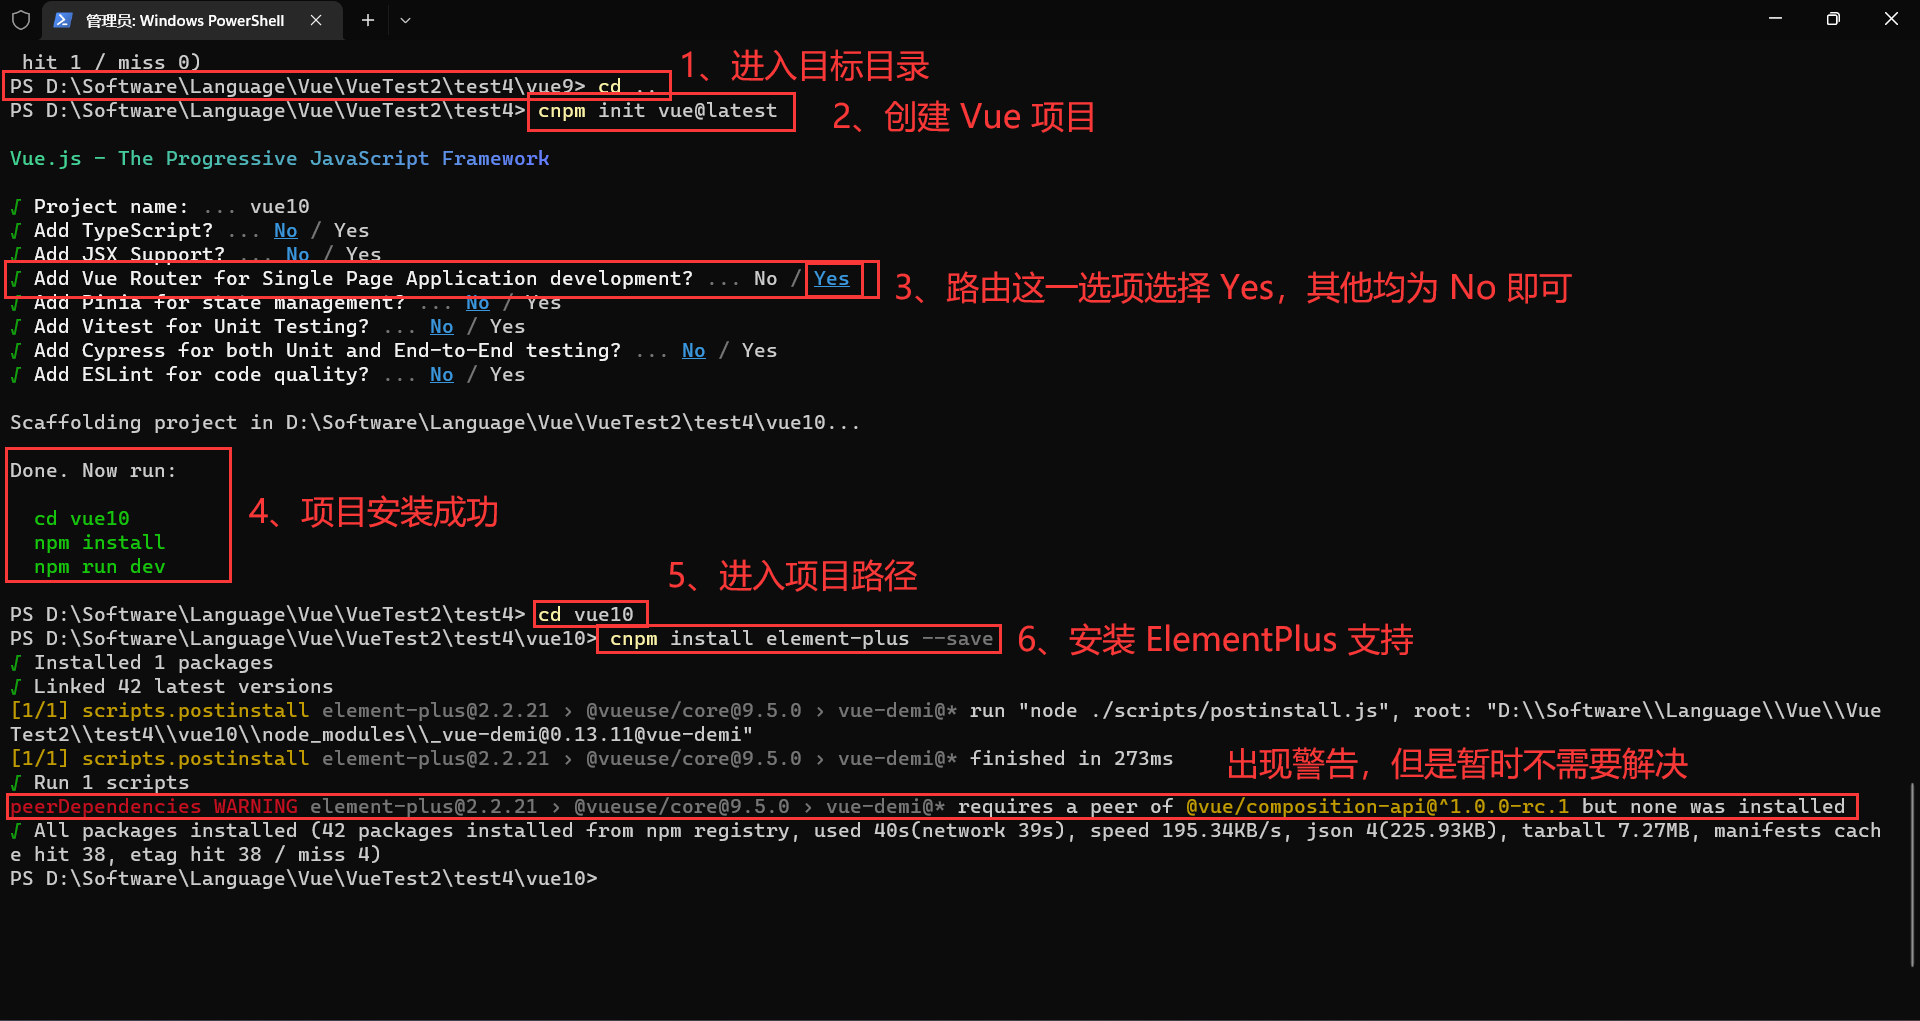 管理员: Windows PowerShell
hit 1 / miss 0)
1、进入目标目录
PS D:\Software\Language\Vue\VueTest2\test4\vue9> cd ..
PS D:\Software\Language\Vue\VueTest2\test4> cnpm init vue@latest
2、创建 Vue 项目
Vue.js - The Progressive JavaScript Framework
√ Project name: ... vue10
√ Add TypeScript? ... No / Yes
√ Add JSX Support? ... No / Yes
√ Add Vue Router for Single Page Application development? ... No / Yes
3、路由这一选项选择 Yes，其他均为 No 即可
√ Add Pinia for state management? ... No / Yes
√ Add Vitest for Unit Testing? ... No / Yes
√ Add Cypress for both Unit and End-to-End testing? ... No / Yes
√ Add ESLint for code quality? ... No / Yes
Scaffolding project in D:\Software\Language\Vue\VueTest2\test4\vue10...
Done. Now run:
cd vue10
4、项目安装成功
npm install
npm run dev
5、进入项目路径
PS D:\Software\Language\Vue\VueTest2\test4> cd vue10
PS D:\Software\Language\Vue\VueTest2\test4\vue10> cnpm install element-plus --save
6、安装 ElementPlus 支持
√ Installed 1 packages
√ Linked 42 latest versions
[1/1] scripts.postinstall element-plus@2.2.21 › @vueuse/core@9.5.0 › vue-demi@* run "node ./scripts/postinstall.js", root: "D:\\Software\\Language\\Vue\\Vue
Test2\\test4\\vue10\\node_modules\\_vue-demi@0.13.11@vue-demi"
[1/1] scripts.postinstall element-plus@2.2.21 › @vueuse/core@9.5.0 › vue-demi@* finished in 273ms
出现警告，但是暂时不需要解决
√ Run 1 scripts
peerDependencies WARNING element-plus@2.2.21 › @vueuse/core@9.5.0 › vue-demi@* requires a peer of @vue/composition-api@^1.0.0-rc.1 but none was installed
√ All packages installed (42 packages installed from npm registry, used 40s(network 39s), speed 195.34KB/s, json 4(225.93KB), tarball 7.27MB, manifests cach
e hit 38, etag hit 38 / miss 4)
PS D:\Software\Language\Vue\VueTest2\test4\vue10>